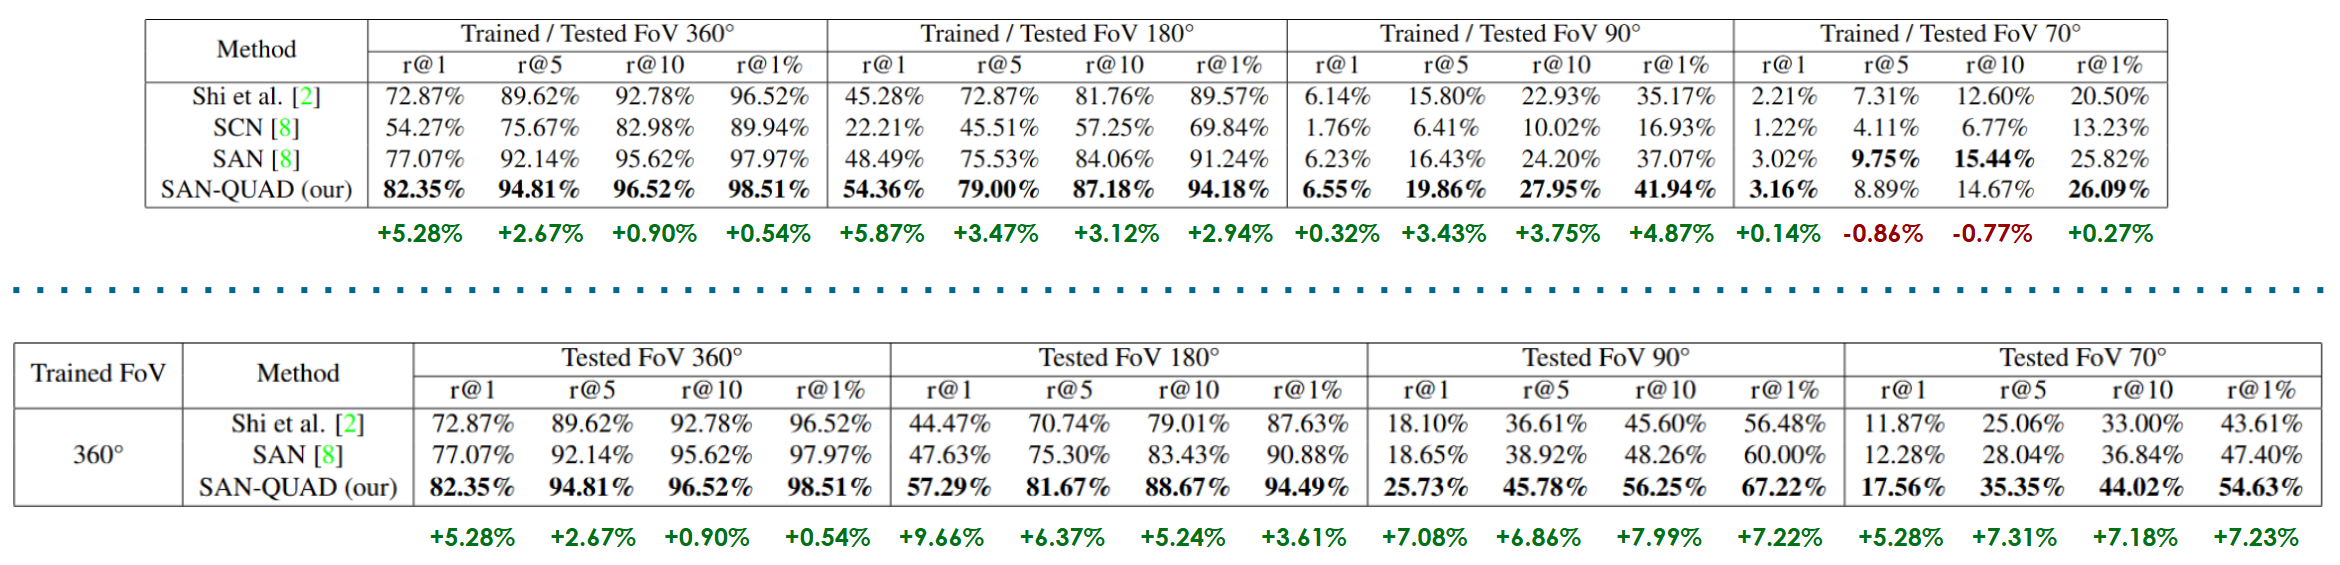 Method Trained / Tested FoV 360° Trained / Tested FoV 180° Trained / Tested FoV 90° Trained / Tested FoV 70°
r@1 r@5 r@10 r@1% r@1 r@5 r@10 r@1% r@1 r@5 r@10 r@1% r@1 r@5 r@10 r@1%
Shi et al. [2] 72.87% 89.62% 92.78% 96.52% 45.28% 72.87% 81.76% 89.57% 6.14% 15.80% 22.93% 35.17% 2.21% 7.31% 12.60% 20.50%
SCN [8] 54.27% 75.67% 82.98% 89.94% 22.21% 45.51% 57.25% 69.84% 1.76% 6.41% 10.02% 16.93% 1.22% 4.11% 6.77% 13.23%
SAN [8] 77.07% 92.14% 95.62% 97.97% 48.49% 75.53% 84.06% 91.24% 6.23% 16.43% 24.20% 37.07% 3.02% 9.75% 15.44% 25.82%
SAN-QUAD (our) 82.35% 94.81% 96.52% 98.51% 54.36% 79.00% 87.18% 94.18% 6.55% 19.86% 27.95% 41.94% 3.16% 8.89% 14.67% 26.09%
+5.28% +2.67% +0.90% +0.54% +5.87% +3.47% +3.12% +2.94% +0.32% +3.43% +3.75% +4.87% +0.14% -0.86% -0.77% +0.27%
Trained FoV Method Tested FoV 360° Tested FoV 180° Tested FoV 90° Tested FoV 70°
r@1 r@5 r@10 r@1% r@1 r@5 r@10 r@1% r@1 r@5 r@10 r@1% r@1 r@5 r@10 r@1%
Shi et al. [2] 72.87% 89.62% 92.78% 96.52% 44.47% 70.74% 79.01% 87.63% 18.10% 36.61% 45.60% 56.48% 11.87% 25.06% 33.00% 43.61%
360° SAN [8] 77.07% 92.14% 95.62% 97.97% 47.63% 75.30% 83.43% 90.88% 18.65% 38.92% 48.26% 60.00% 12.28% 28.04% 36.84% 47.40%
SAN-QUAD (our) 82.35% 94.81% 96.52% 98.51% 57.29% 81.67% 88.67% 94.49% 25.73% 45.78% 56.25% 67.22% 17.56% 35.35% 44.02% 54.63%
+5.28% +2.67% +0.90% +0.54% +9.66% +6.37% +5.24% +3.61% +7.08% +6.86% +7.99% +7.22% +5.28% +7.31% +7.18% +7.23%